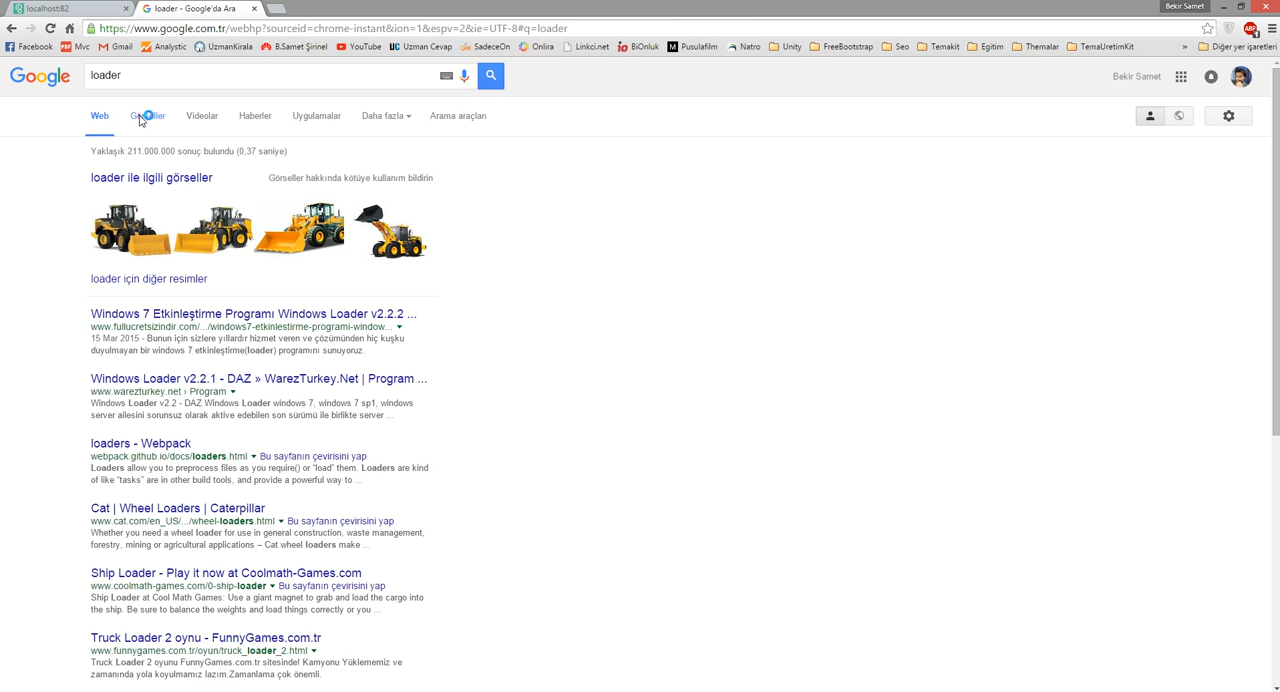 localhost:82
loader - Google'da Ara
Bekir Samet
https://www.google.com.tr/webhp?sourceid=chrome-instant&ion=1&espv=2&ie=UTF-8#q=loader
Facebook Mvc Gmail Analystic UzmanKirala B.Samet Şirinel YouTube Uzman Cevap SadeceOn Onlira Linkci.net BiOnluk Pusulafilm Natro Unity FreeBootstrap Seo Temakit Egitim Themalar TemaUretimKit » Diğer yer işaretleri
Google loader Bekir Samet
Web Görseller Videolar Haberler Uygulamalar Daha fazla Arama araçları
Yaklaşık 211.000.000 sonuç bulundu (0,37 saniye)
loader ile ilgili görseller Görseller hakkında kötüye kullanım bildirin
loader için diğer resimler
Windows 7 Etkinleştirme Programı Windows Loader v2.2.2 ...
www.fullucretsizindir.com/.../windows7-etkinlestirme-programi-window...
15 Mar 2015 - Bunun için sizlere yıllardır hizmet veren ve çözümünden hiç kuşku
duyulmayan bir windows 7 etkinleştirme(loader) programını sunuyoruz.
Windows Loader v2.2.1 - DAZ » WarezTurkey.Net | Program ...
www.warezturkey.net › Program
Windows Loader v2.2 - DAZ Windows Loader windows 7, windows 7 sp1, windows
server ailesini sorunsuz olarak aktive edebilen son sürümü ile birlikte server ...
loaders - Webpack
webpack.github.io/docs/loaders.html Bu sayfanın çevirisini yap
Loaders allow you to preprocess files as you require() or “load” them. Loaders are kind
of like “tasks” are in other build tools, and provide a powerful way to ...
Cat | Wheel Loaders | Caterpillar
www.cat.com/en_US/.../wheel-loaders.html Bu sayfanın çevirisini yap
Whether you need a wheel loader for use in general construction, waste management,
forestry, mining or agricultural applications – Cat wheel loaders make ...
Ship Loader - Play it now at Coolmath-Games.com
www.coolmath-games.com/0-ship-loader Bu sayfanın çevirisini yap
Ship Loader at Cool Math Games: Use a giant magnet to grab and load the cargo into
the ship. Be sure to balance the weights and load things correctly or you ...
Truck Loader 2 oynu - FunnyGames.com.tr
www.funnygames.com.tr/oyun/truck_loader_2.html
Truck Loader 2 oyunu FunnyGames.com.tr sitesinde! Kamyonu Yüklememiz ve
zamanında yola koyulmamız lazım.Zamanlama çok önemli.